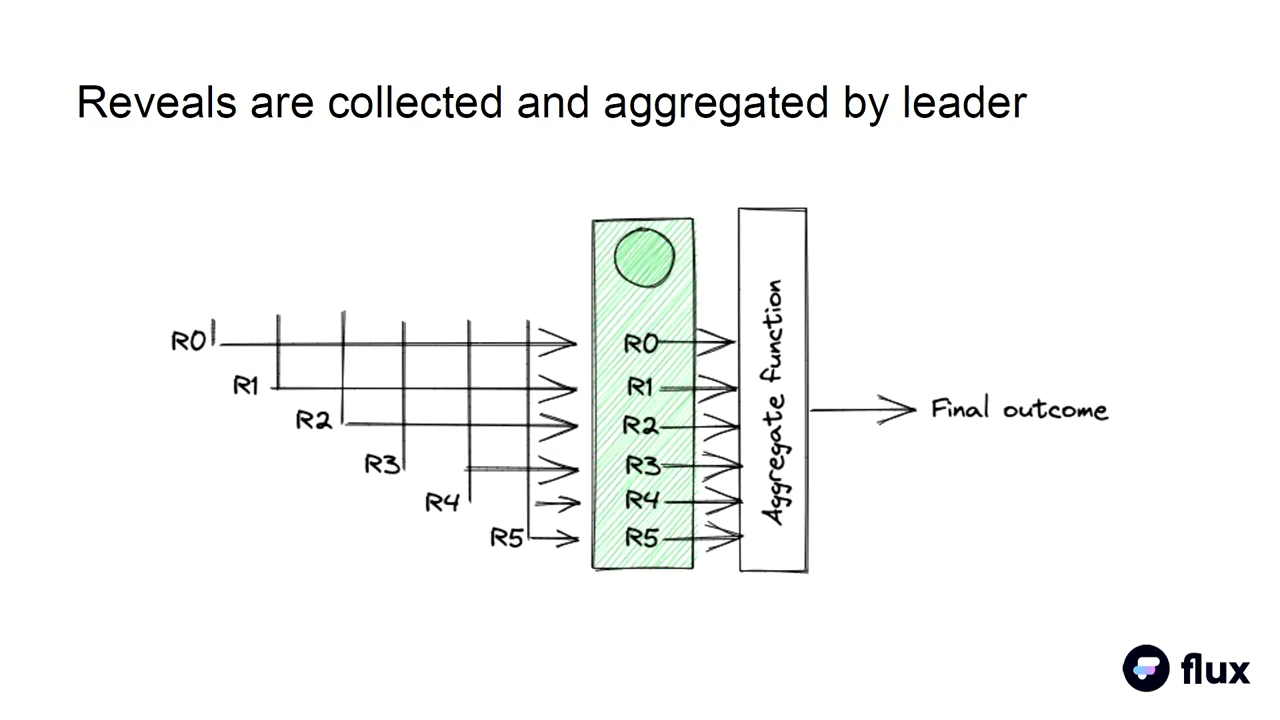 Reveals are collected and aggregated by leader
R0
R1
R2
R3
R4
R5
R0
R1
R2
R3
R4
R5
Aggregate function
Final outcome
flux